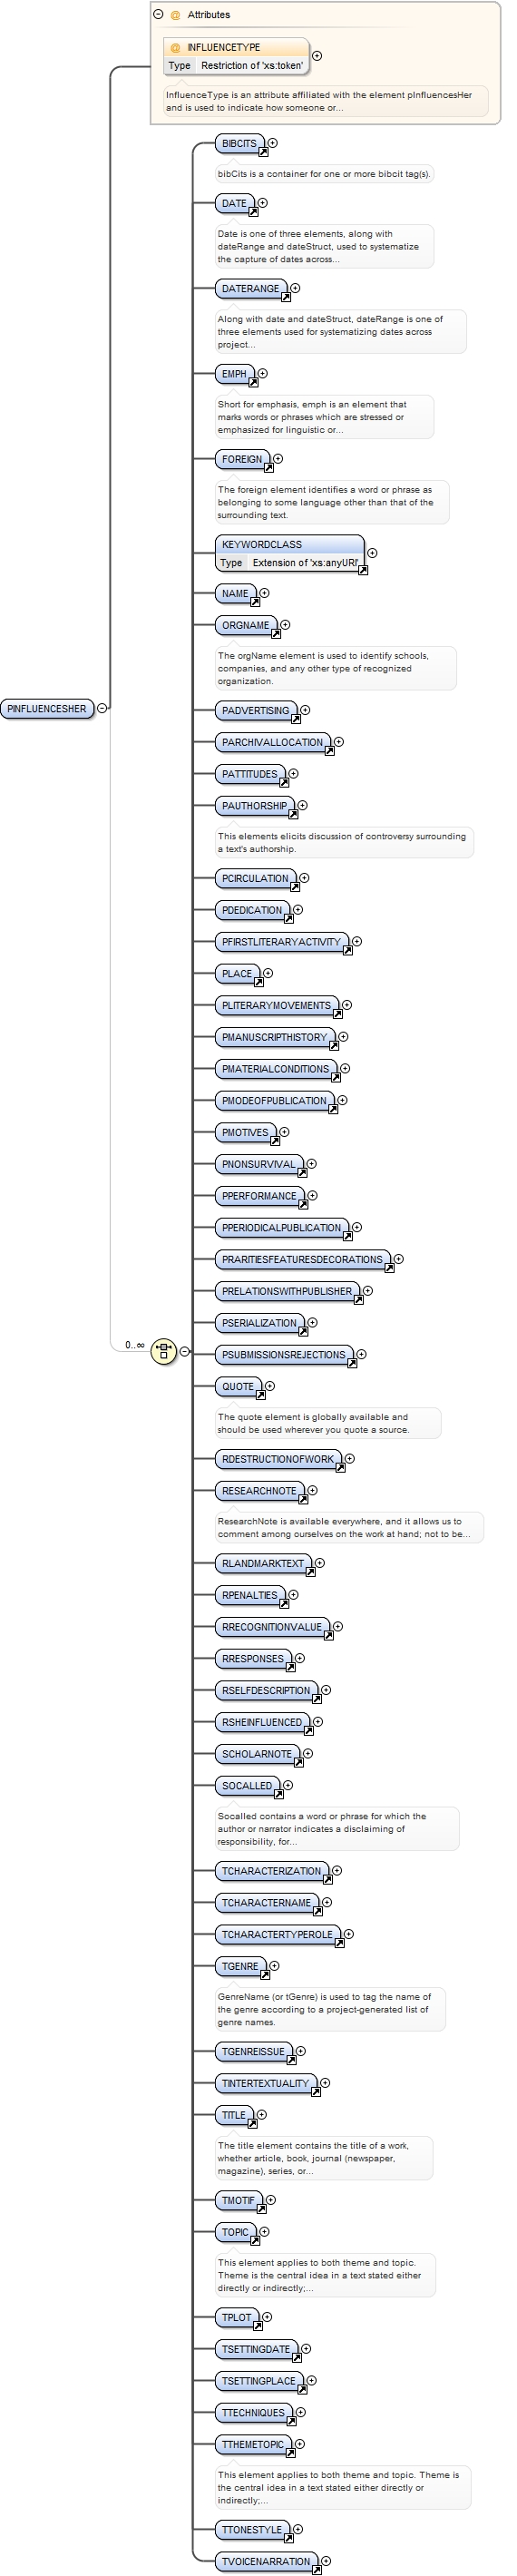 Attributes
@ INFLUENCETYPE
Type Restriction of 'xs:token'
InfluenceType is an attribute affiliated with the element pInfluencesHer
and is used to indicate how someone or...
BIBCITS
bibCits is a container for one or more bibcit tag(s).
DATE
Date is one of three elements, along with
dateRange and dateStruct, used to systematize
the capture of dates across...
DATERANGE
Along with date and dateStruct, dateRange is one of
three elements used for systematizing dates across
project...
EMPH
Short for emphasis, emph is an element that
marks words or phrases which are stressed or
emphasized for linguistic or...
FOREIGN
The foreign element identifies a word or phrase as
belonging to some language other than that of the
surrounding text.
KEYWORDCLASS
Type Extension of 'xs:anyURI'
NAME
ORGNAME
The orgName element is used to identify schools,
companies, and any other type of recognized
organization.
PINFLUENCESHER
PADVERTISING
PARCHIVALLOCATION
PATTITUDES
PAUTHORSHIP
This elements elicits discussion of controversy surrounding
a text's authorship.
PCIRCULATION
PDEDICATION
PFIRSTLITERARYACTIVITY
PLACE
PLITERARYMOVEMENTS
PMANUSCRIPTHISTORY
PMATERIALCONDITIONS
PMODEOFPUBLICATION
PMOTIVES
PNONSURVIVAL
PPERFORMANCE
PPERIODICALPUBLICATION
PRARITIESFEATURESDECORATIONS
PRELATIONSWITHPUBLISHER
PSERIALIZATION
0..∞
PSUBMISSIONSREJECTIONS
QUOTE
The quote element is globally available and
should be used wherever you quote a source.
RDESTRUCTIONOFWORK
RESEARCHNOTE
ResearchNote is available everywhere, and it allows us to
comment among ourselves on the work at hand; not to be...
RLANDMARKTEXT
RPENALTIES
RRECOGNITIONVALUE
RRESPONSES
RSELFDESCRIPTION
RSHEINFLUENCED
SCHOLARNOTE
SOCALLED
Socalled contains a word or phrase for which the
author or narrator indicates a disclaiming of
responsibility, for...
TCHARACTERIZATION
TCHARACTERNAME
TCHARACTERTYPEROLE
TGENRE
GenreName (or tGenre) is used to tag the name of
the genre according to a project-generated list of
genre names.
TGENREISSUE
TINTERTEXTUALITY
TITLE
The title element contains the title of a work,
whether article, book, journal (newspaper,
magazine), series, or...
TMOTIF
TOPIC
This element applies to both theme and topic.
Theme is the central idea in a text stated either
directly or indirectly;...
TPLOT
TSETTINGDATE
TSETTINGPLACE
TTECHNIQUES
TTHEMETOPIC
This element applies to both theme and topic. Theme is
the central idea in a text stated either directly or
indirectly;...
TTONESTYLE
TVOICENARRATION